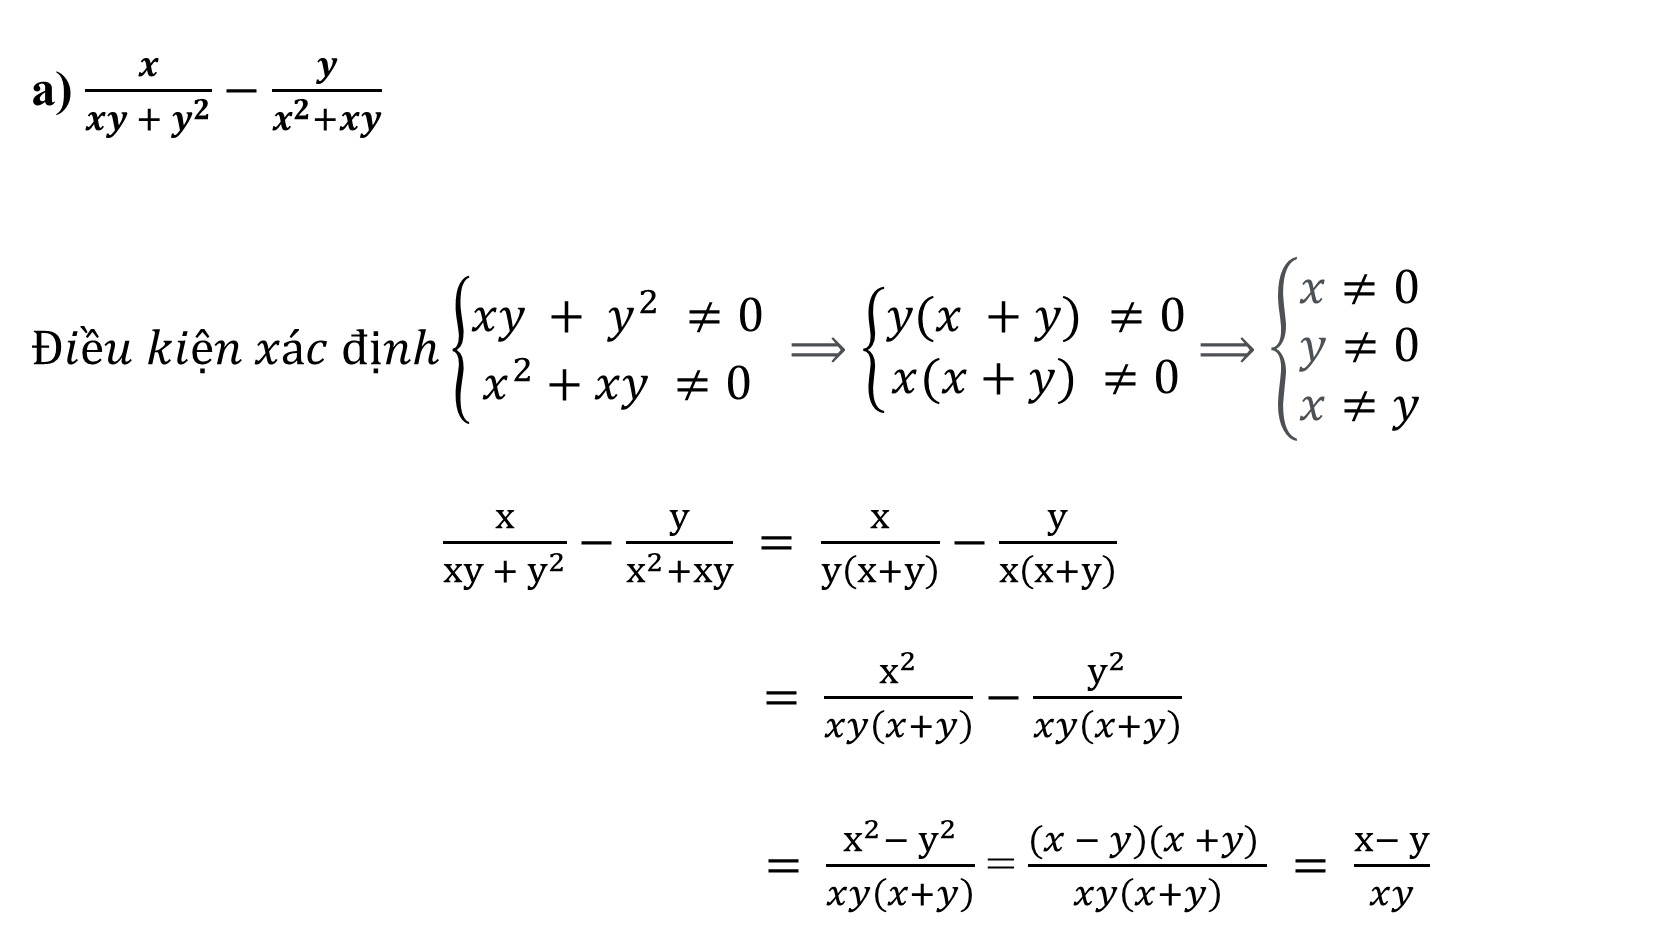 a) x/(xy + y²) − y/(x²+xy)
Điều kiện xác định {xy + y² ≠ 0; x² + xy ≠ 0 ⟹ {y(x + y) ≠ 0; x(x + y) ≠ 0 ⟹ {x ≠ 0; y ≠ 0; x ≠ y
x/(xy + y²) − y/(x²+xy) = x/(y(x+y)) − y/(x(x+y))
= x²/(xy(x+y)) − y²/(xy(x+y))
= (x²− y²)/(xy(x+y)) = ((x − y)(x +y))/(xy(x+y)) = (x− y)/(xy)